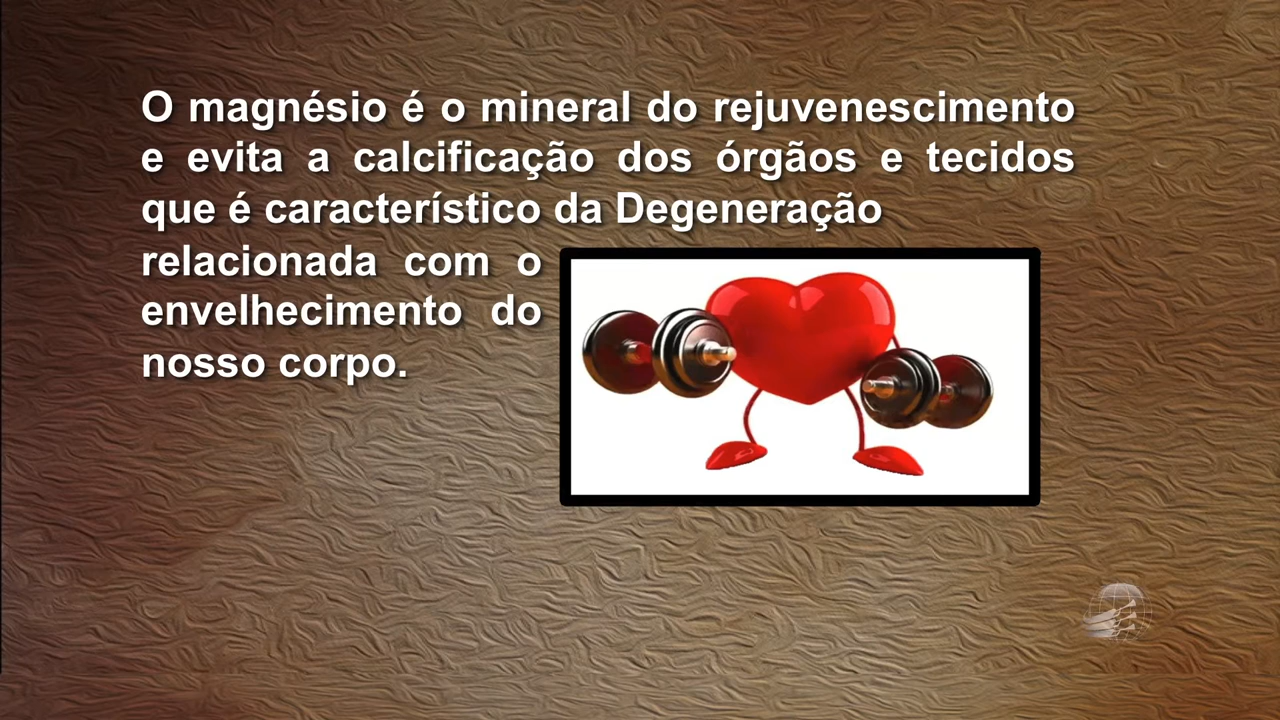 O magnésio é o mineral do rejuvenescimento
e evita a calcificação dos órgãos e tecidos
que é característico da Degeneração
relacionada com o
envelhecimento do
nosso corpo.